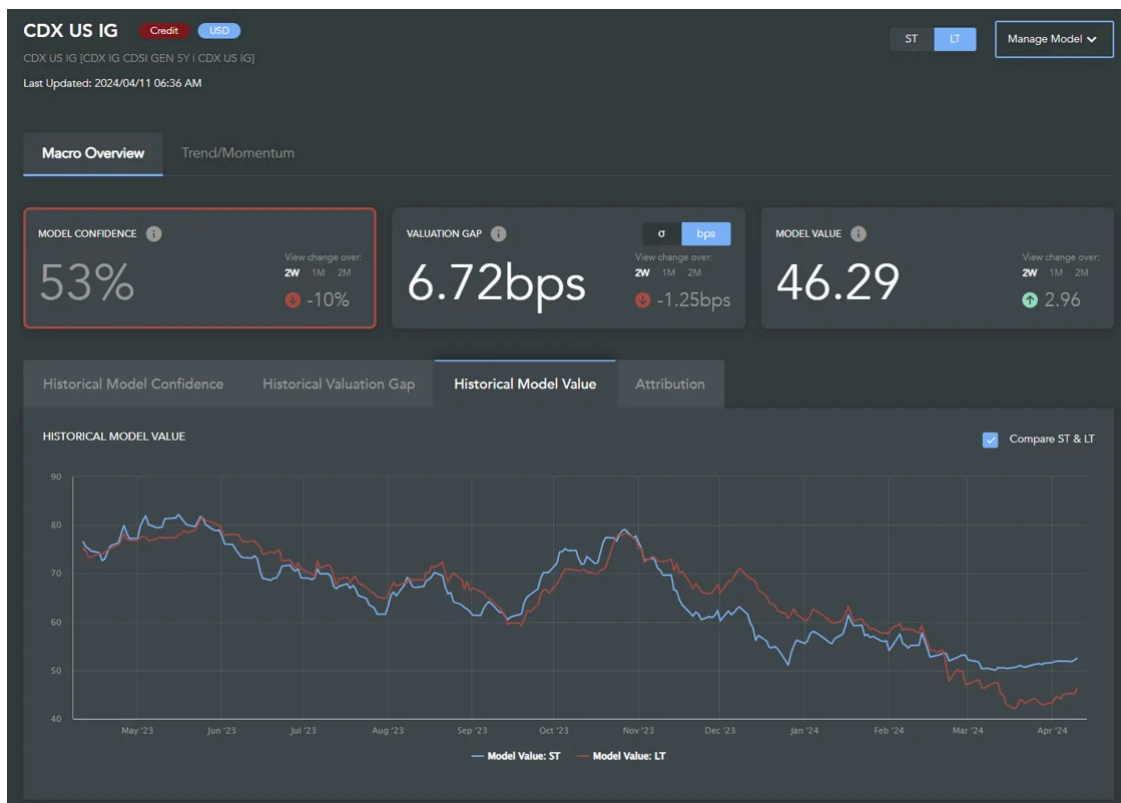 CDX US IG Credit USD
ST LT Manage Model
CDX US IG [CDX IG CDSI GEN 5Y | CDX US IG]
Last Updated: 2024/04/11 06:36 AM
Macro Overview Trend/Momentum
MODEL CONFIDENCE i
53%
View change over:
2W 1M 2M
-10%
VALUATION GAP i
σ bps
6.72bps
View change over:
2W 1M 2M
-1.25bps
MODEL VALUE i
46.29
View change over:
2W 1M 2M
2.96
Historical Model Confidence Historical Valuation Gap Historical Model Value Attribution
HISTORICAL MODEL VALUE
Compare ST & LT
90
80
70
60
50
40
May '23 Jun '23 Jul '23 Aug '23 Sep '23 Oct '23 Nov '23 Dec '23 Jan '24 Feb '24 Mar '24 Apr '24
Model Value: ST Model Value: LT